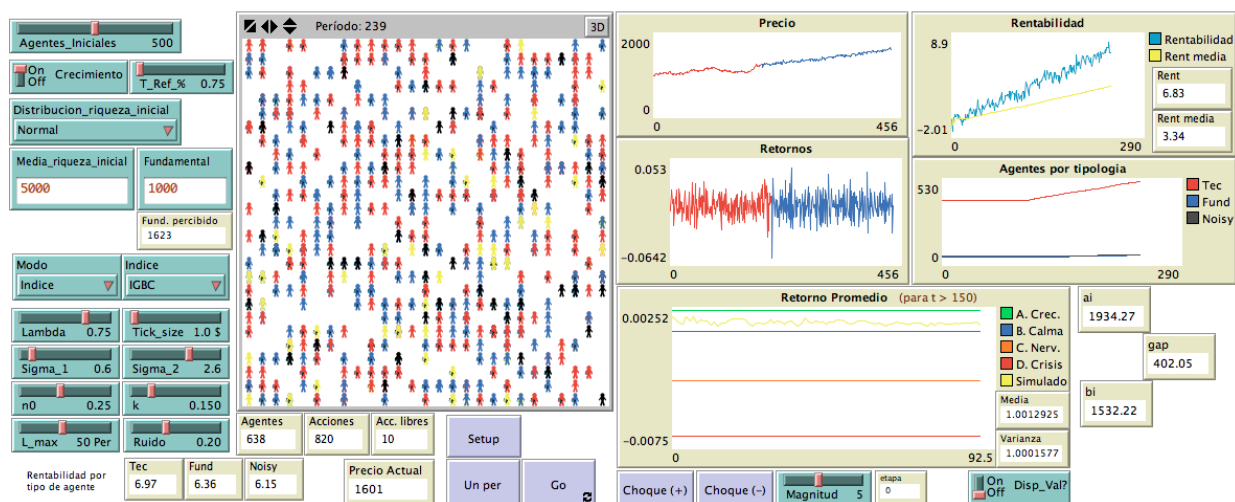 Agentes_Iniciales 500
On
Off
Crecimiento
T_Ref_% 0.75
Distribucion_riqueza_inicial
Normal
Media_riqueza_inicial
5000
Fundamental
1000
Fund. percibido
1623
Modo
Indice
Indice
IGBC
Lambda 0.75
Tick_size 1.0 $
Sigma_1 0.6
Sigma_2 2.6
n0 0.25
k 0.150
L_max 50 Per
Ruido 0.20
Rentabilidad por
tipo de agente
Tec
6.97
Fund
6.36
Noisy
6.15
Período: 239
3D
Agentes
638
Acciones
820
Acc. libres
10
Precio Actual
1601
Setup
Un per
Go
Precio
2000
0
0 456
Retornos
0.053
-0.0642
0 456
Rentabilidad
8.9
-2.01
0 290
Rentabilidad
Rent media
Rent
6.83
Rent media
3.34
Agentes por tipologia
530
0
0 290
Tec
Fund
Noisy
Retorno Promedio (para t > 150)
0.00252
-0.0075
0 92.5
A. Crec.
B. Calma
C. Nerv.
D. Crisis
Simulado
Media
1.0012925
Varianza
1.0001577
ai
1934.27
gap
402.05
bi
1532.22
Choque (+)
Choque (-)
Magnitud 5
etapa
0
On
Off
Disp_Val?